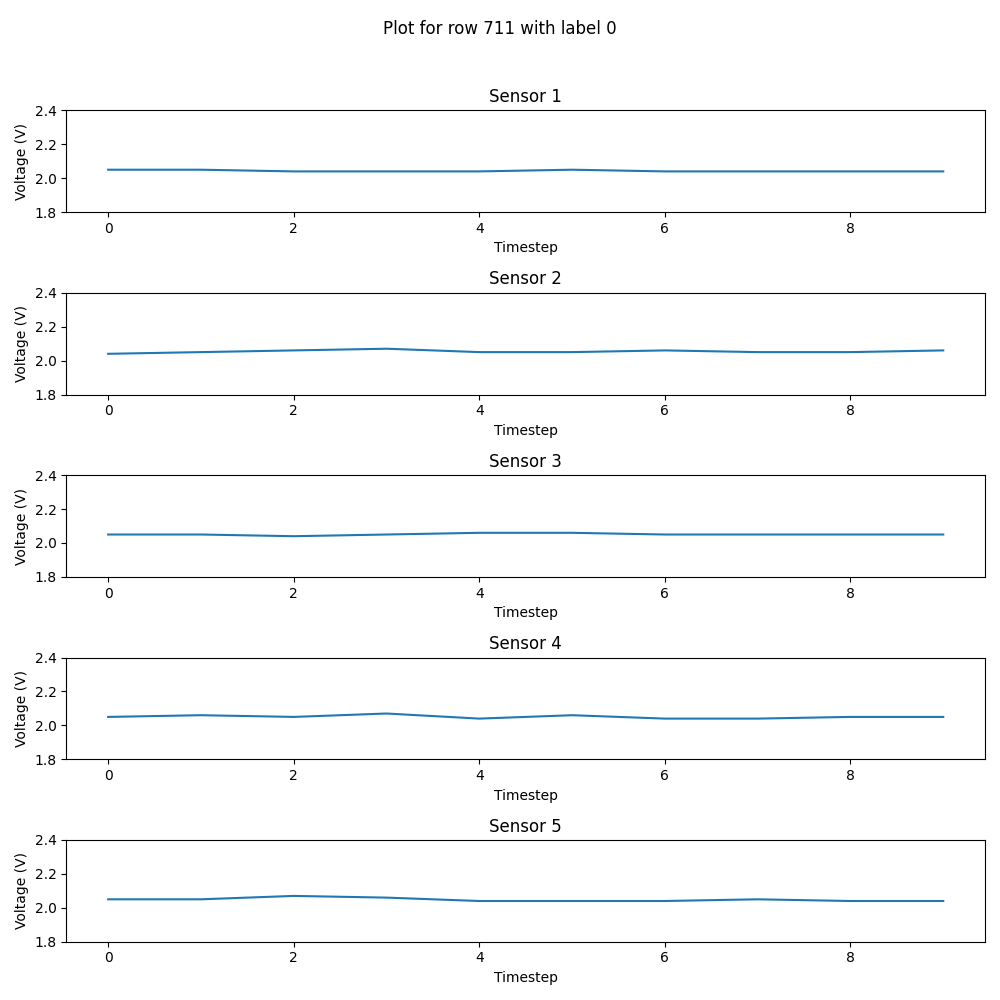 Plot for row 711 with label 0
Sensor 1
2.4
2.2
2.0
1.8
Voltage (V)
0 2 4 6 8
Timestep
Sensor 2
2.4
2.2
2.0
1.8
Voltage (V)
0 2 4 6 8
Timestep
Sensor 3
2.4
2.2
2.0
1.8
Voltage (V)
0 2 4 6 8
Timestep
Sensor 4
2.4
2.2
2.0
1.8
Voltage (V)
0 2 4 6 8
Timestep
Sensor 5
2.4
2.2
2.0
1.8
Voltage (V)
0 2 4 6 8
Timestep